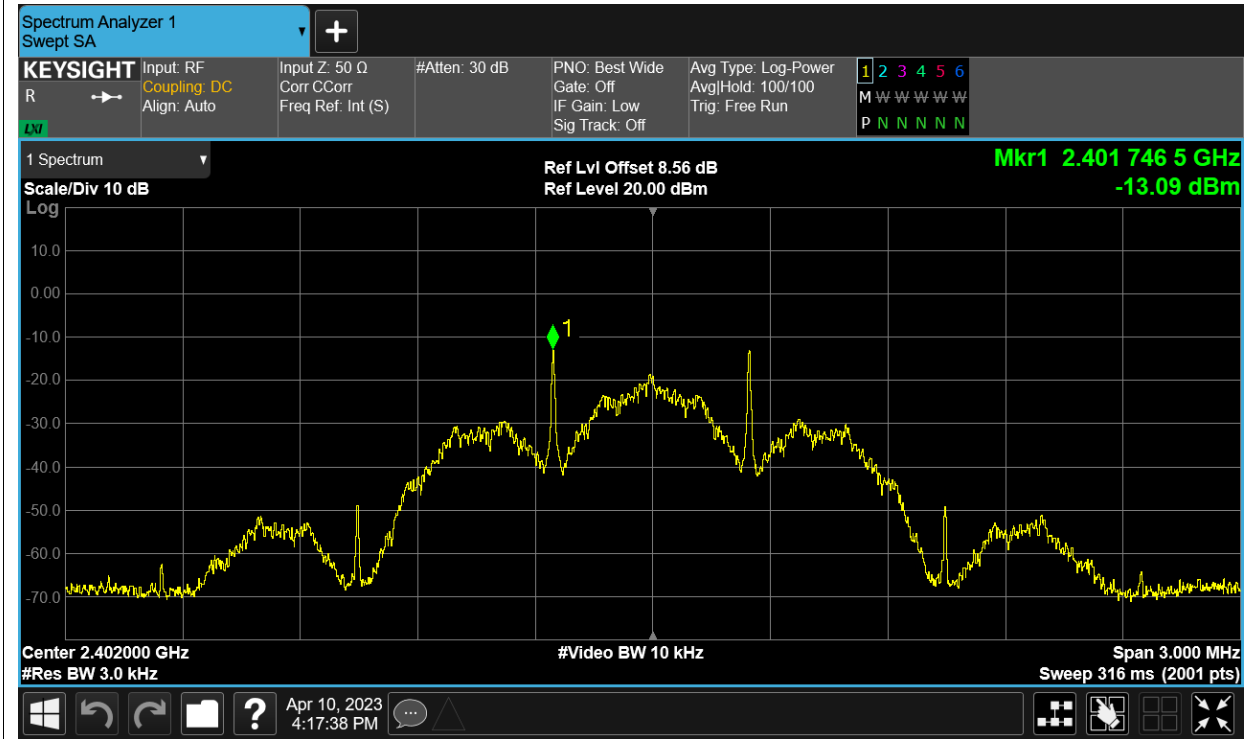 Spectrum Analyzer 1
Swept SA
KEYSIGHT
R
LXI
Input: RF
Coupling: DC
Align: Auto
Input Z: 50 Ω
Corr CCorr
Freq Ref: Int (S)
#Atten: 30 dB
PNO: Best Wide
Gate: Off
IF Gain: Low
Sig Track: Off
Avg Type: Log-Power
Avg|Hold: 100/100
Trig: Free Run
1 2 3 4 5 6
M W W W W W
P N N N N N
1 Spectrum
Scale/Div 10 dB
Log
Ref Lvl Offset 8.56 dB
Ref Level 20.00 dBm
Mkr1 2.401 746 5 GHz
-13.09 dBm
10.0
0.00
-10.0
-20.0
-30.0
-40.0
-50.0
-60.0
-70.0
1
Center 2.402000 GHz
#Res BW 3.0 kHz
#Video BW 10 kHz
Span 3.000 MHz
Sweep 316 ms (2001 pts)
?
Apr 10, 2023
4:17:38 PM